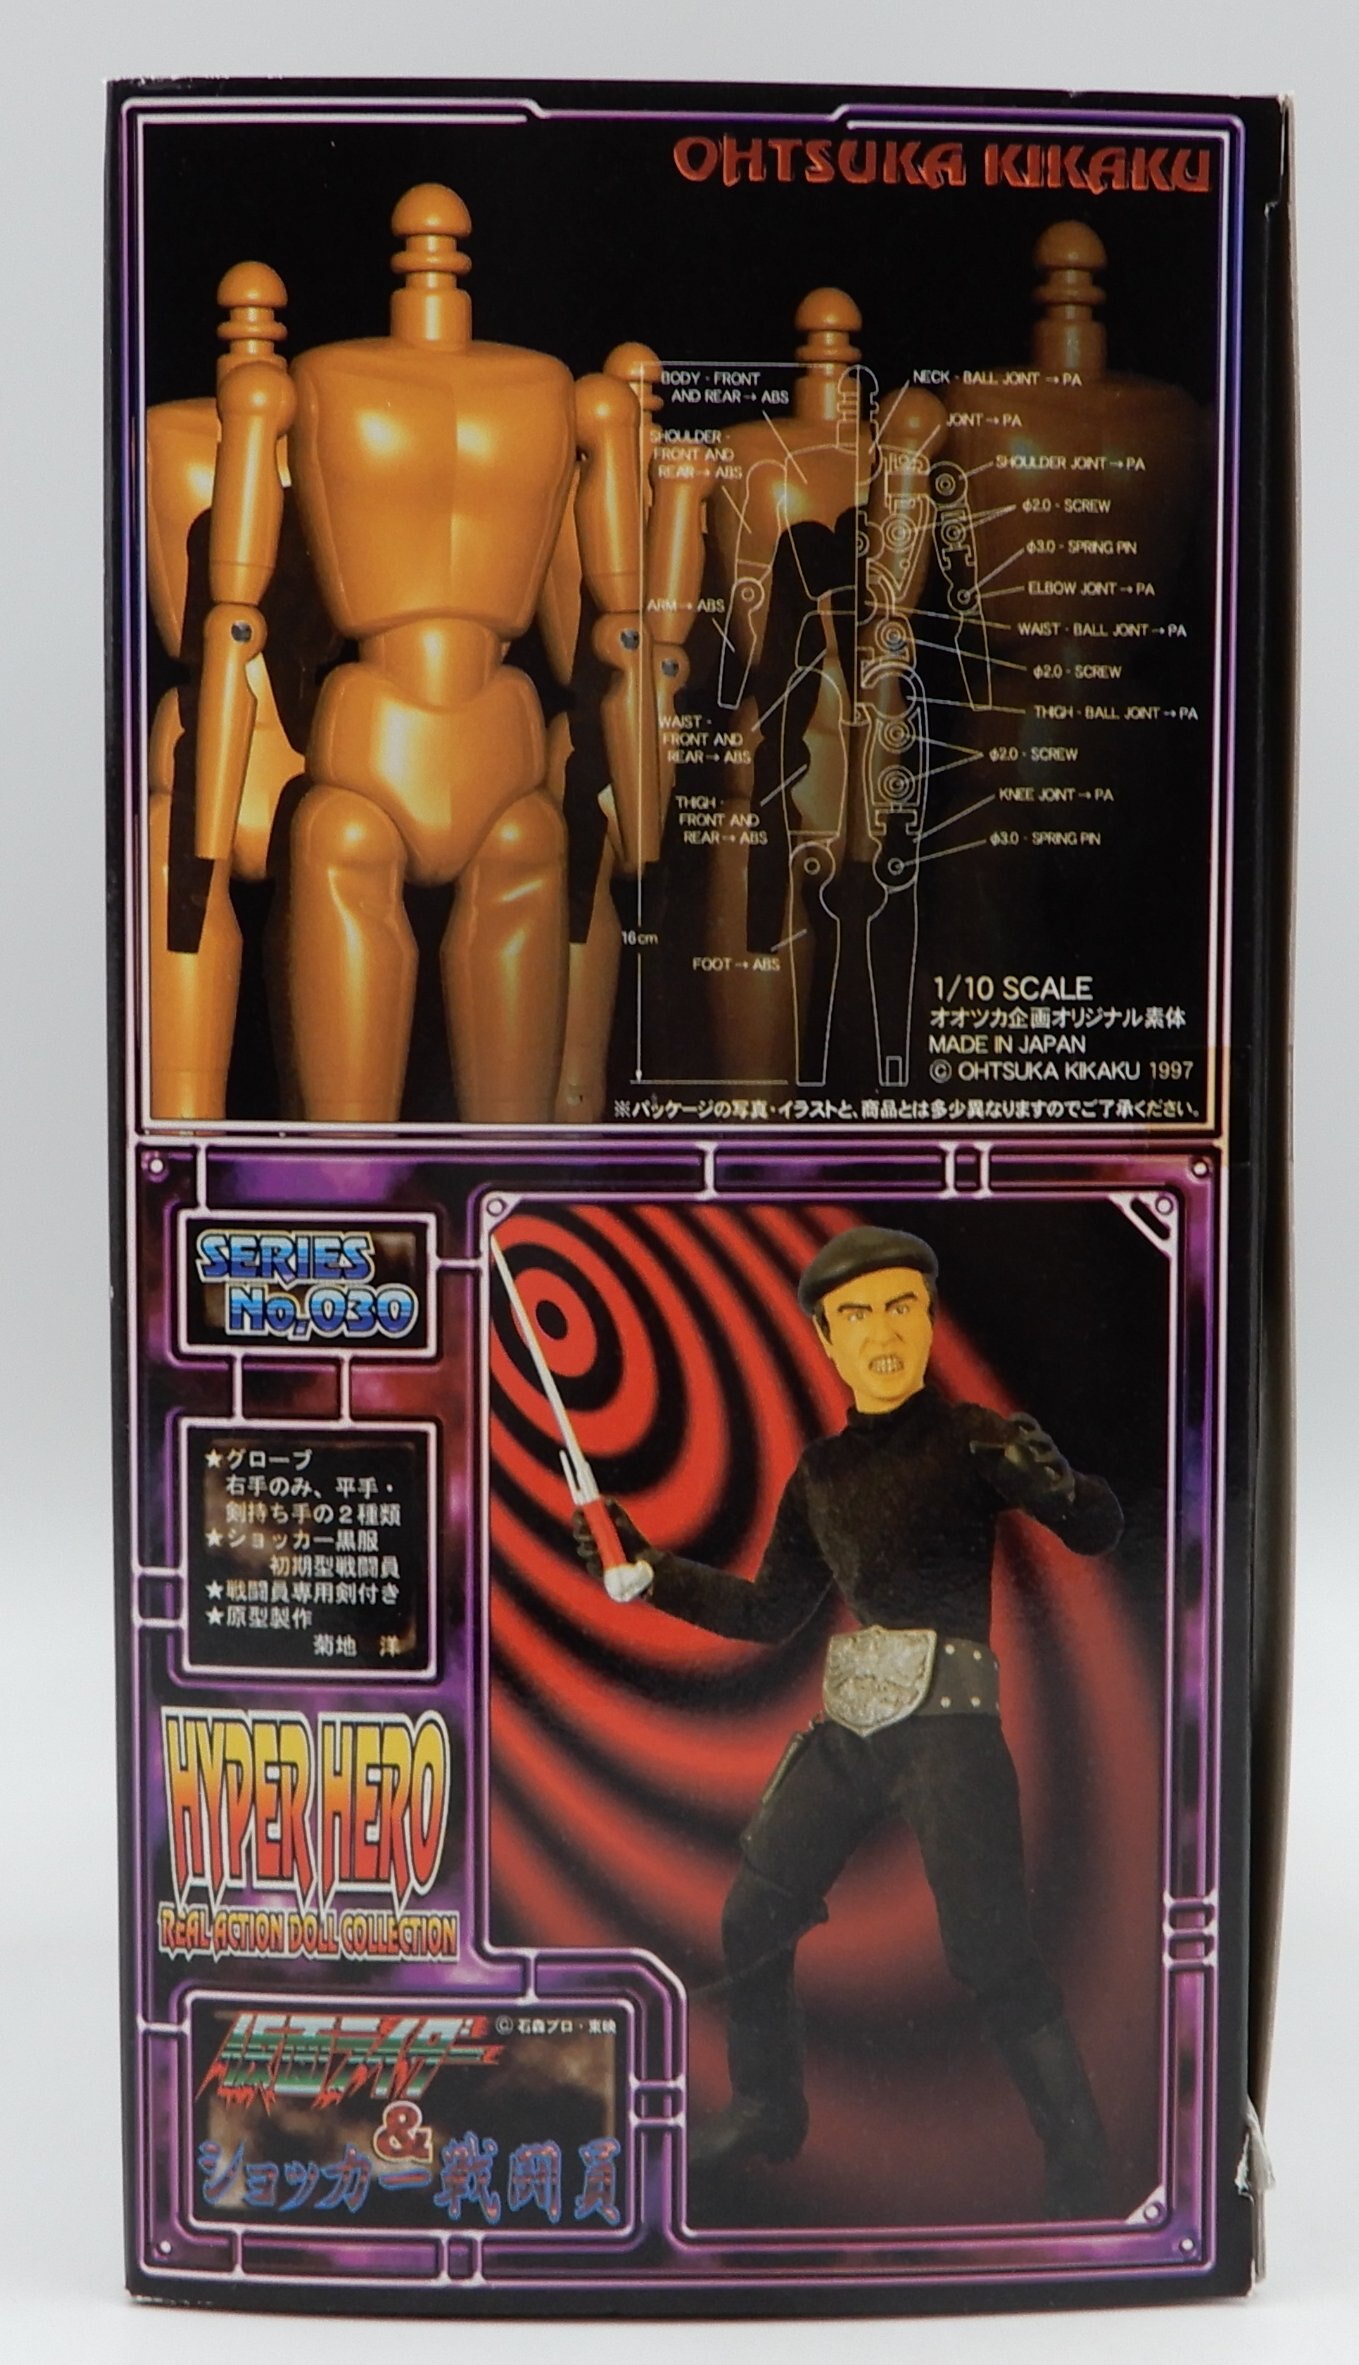 OHTSUKA KIKAKU
BODY - FRONT
AND REAR→ABS
SHOULDER -
FRONT AND
REAR→ABS
ARM→ABS
WAIST -
FRONT AND
REAR→ABS
THIGH -
FRONT AND
REAR→ABS
16cm
FOOT→ABS
NECK - BALL JOINT→PA
JOINT→PA
SHOULDER JOINT→PA
φ2.0 - SCREW
φ3.0 - SPRING PIN
ELBOW JOINT→PA
WAIST - BALL JOINT→PA
φ2.0 - SCREW
THIGH - BALL JOINT→PA
φ2.0 - SCREW
KNEE JOINT→PA
φ3.0 - SPRING PIN
1/10 SCALE
オオツカ企画オリジナル素体
MADE IN JAPAN
© OHTSUKA KIKAKU 1997
※パッケージの写真・イラストと、商品とは多少異なりますのでご了承ください。
SERIES
No,030
★グローブ
右手のみ、平手・
剣持ち手の2種類
★ショッカー黒服
初期型戦闘員
★戦闘員専用剣付き
★原型製作
菊地 洋
HYPER HERO
REAL ACTION DOLL COLLECTION
仮面ライダー
©石森プロ・東映
&
ショッカー戦闘員